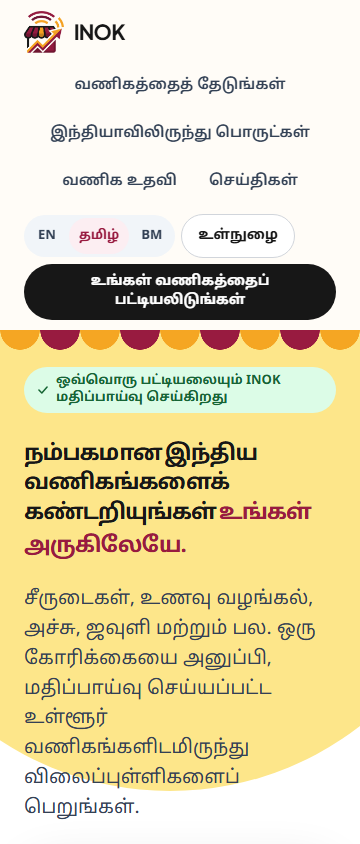 INOK
வணிகத்தைத் தேடுங்கள்
இந்தியாவிலிருந்து பொருட்கள்
வணிக உதவி செய்திகள்
EN தமிழ் BM உள்நுழை
உங்கள் வணிகத்தைப்
பட்டியலிடுங்கள்
ஒவ்வொரு பட்டியலையும் INOK
மதிப்பாய்வு செய்கிறது
நம்பகமான இந்திய
வணிகங்களைக்
கண்டறியுங்கள் உங்கள்
அருகிலேயே.
சீருடைகள், உணவு வழங்கல்,
அச்சு, ஜவுளி மற்றும் பல. ஒரு
கோரிக்கையை அனுப்பி,
மதிப்பாய்வு செய்யப்பட்ட
உள்ளூர்
வணிகங்களிடமிருந்து
விலைப்புள்ளிகளைப்
பெறுங்கள்.